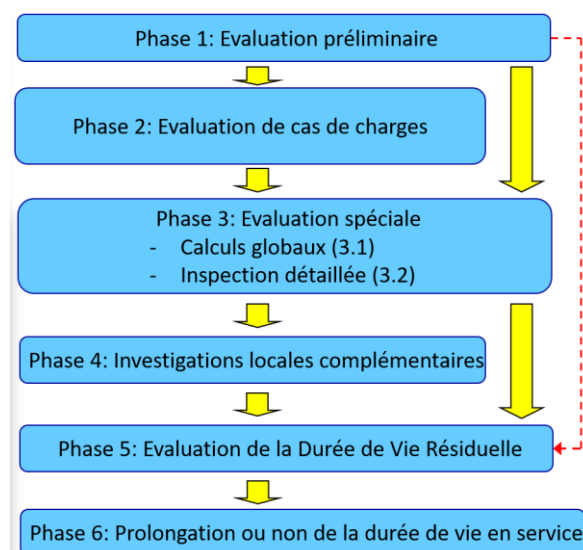 Phase 1: Evaluation préliminaire
Phase 2: Evaluation de cas de charges
Phase 3: Evaluation spéciale
- Calculs globaux (3.1)
- Inspection détaillée (3.2)
Phase 4: Investigations locales complémentaires
Phase 5: Evaluation de la Durée de Vie Résiduelle
Phase 6: Prolongation ou non de la durée de vie en service